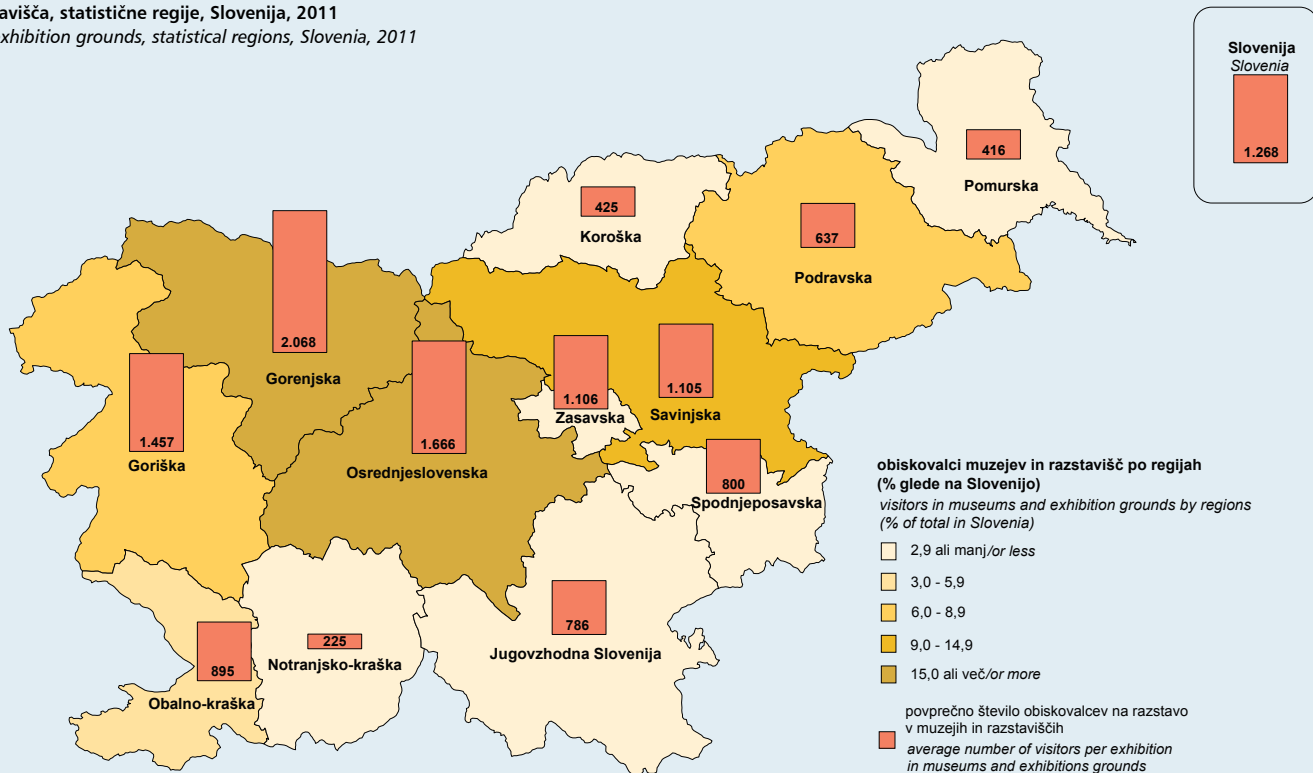 avišča, statistične regije, Slovenija, 2011
exhibition grounds, statistical regions, Slovenia, 2011
Slovenija
Slovenia
1.268
416
Pomurska
425
Koroška
637
Podravska
2.068
Gorenjska
1.457
Goriška
1.666
Osrednjeslovenska
1.106
Zasavska
1.105
Savinjska
800
Spodnjeposavska
786
Jugovzhodna Slovenija
225
Notranjsko-kraška
895
Obalno-kraška
obiskovalci muzejev in razstavišč po regijah
(% glede na Slovenijo)
visitors in museums and exhibition grounds by regions
(% of total in Slovenia)
2,9 ali manj/or less
3,0 - 5,9
6,0 - 8,9
9,0 - 14,9
15,0 ali več/or more
povprečno število obiskovalcev na razstavo
v muzejih in razstaviščih
average number of visitors per exhibition
in museums and exhibitions grounds